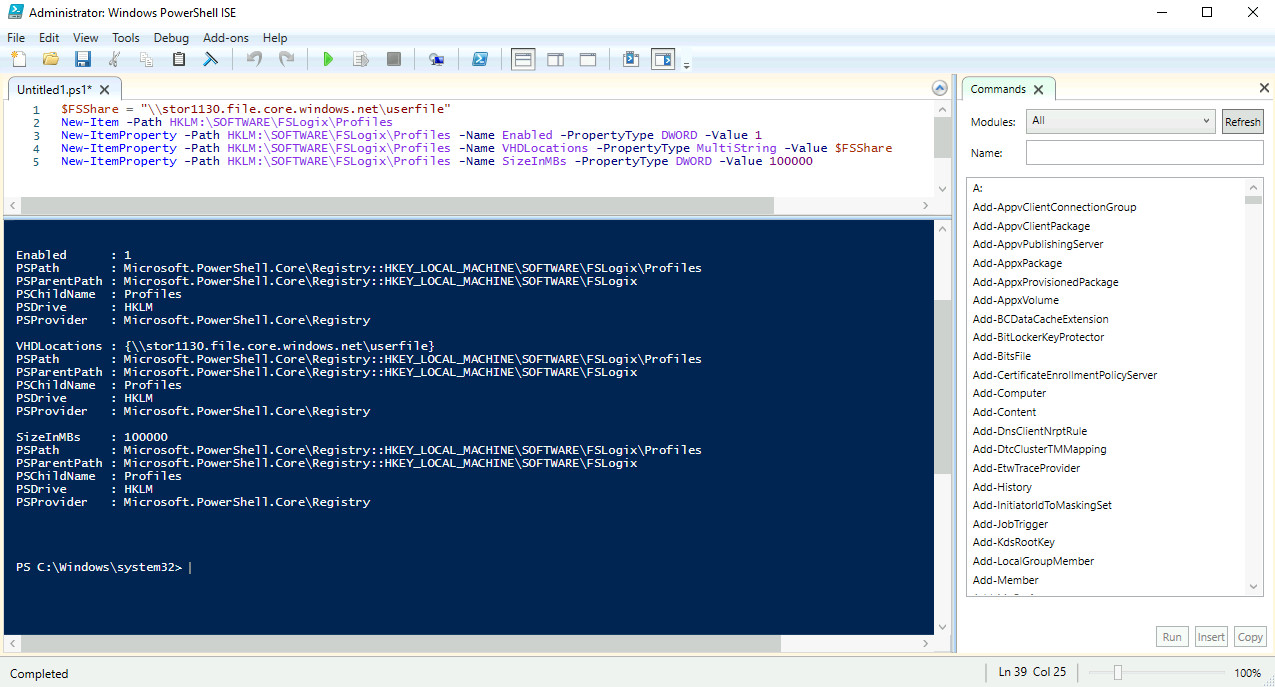 Administrator: Windows PowerShell ISE
File Edit View Tools Debug Add-ons Help
Untitled1.ps1*
1 $FSShare = "\\stor1130.file.core.windows.net\userfile"
2 New-Item -Path HKLM:\SOFTWARE\FSLogix\Profiles
3 New-ItemProperty -Path HKLM:\SOFTWARE\FSLogix\Profiles -Name Enabled -PropertyType DWORD -Value 1
4 New-ItemProperty -Path HKLM:\SOFTWARE\FSLogix\Profiles -Name VHDLocations -PropertyType MultiString -Value $FSShare
5 New-ItemProperty -Path HKLM:\SOFTWARE\FSLogix\Profiles -Name SizeInMBs -PropertyType DWORD -Value 100000
Enabled : 1
PSPath : Microsoft.PowerShell.Core\Registry::HKEY_LOCAL_MACHINE\SOFTWARE\FSLogix\Profiles
PSParentPath : Microsoft.PowerShell.Core\Registry::HKEY_LOCAL_MACHINE\SOFTWARE\FSLogix
PSChildName : Profiles
PSDrive : HKLM
PSProvider : Microsoft.PowerShell.Core\Registry
VHDLocations : {\\stor1130.file.core.windows.net\userfile}
PSPath : Microsoft.PowerShell.Core\Registry::HKEY_LOCAL_MACHINE\SOFTWARE\FSLogix\Profiles
PSParentPath : Microsoft.PowerShell.Core\Registry::HKEY_LOCAL_MACHINE\SOFTWARE\FSLogix
PSChildName : Profiles
PSDrive : HKLM
PSProvider : Microsoft.PowerShell.Core\Registry
SizeInMBs : 100000
PSPath : Microsoft.PowerShell.Core\Registry::HKEY_LOCAL_MACHINE\SOFTWARE\FSLogix\Profiles
PSParentPath : Microsoft.PowerShell.Core\Registry::HKEY_LOCAL_MACHINE\SOFTWARE\FSLogix
PSChildName : Profiles
PSDrive : HKLM
PSProvider : Microsoft.PowerShell.Core\Registry
PS C:\Windows\system32>
Commands
Modules: All Refresh
Name:
A:
Add-AppvClientConnectionGroup
Add-AppvClientPackage
Add-AppvPublishingServer
Add-AppxPackage
Add-AppxProvisionedPackage
Add-AppxVolume
Add-BCDataCacheExtension
Add-BitLockerKeyProtector
Add-BitsFile
Add-CertificateEnrollmentPolicyServer
Add-Computer
Add-Content
Add-DnsClientNrptRule
Add-DtcClusterTMMapping
Add-EtwTraceProvider
Add-History
Add-InitiatorIdToMaskingSet
Add-JobTrigger
Add-KdsRootKey
Add-LocalGroupMember
Add-Member
Run Insert Copy
Completed
Ln 39 Col 25
100%